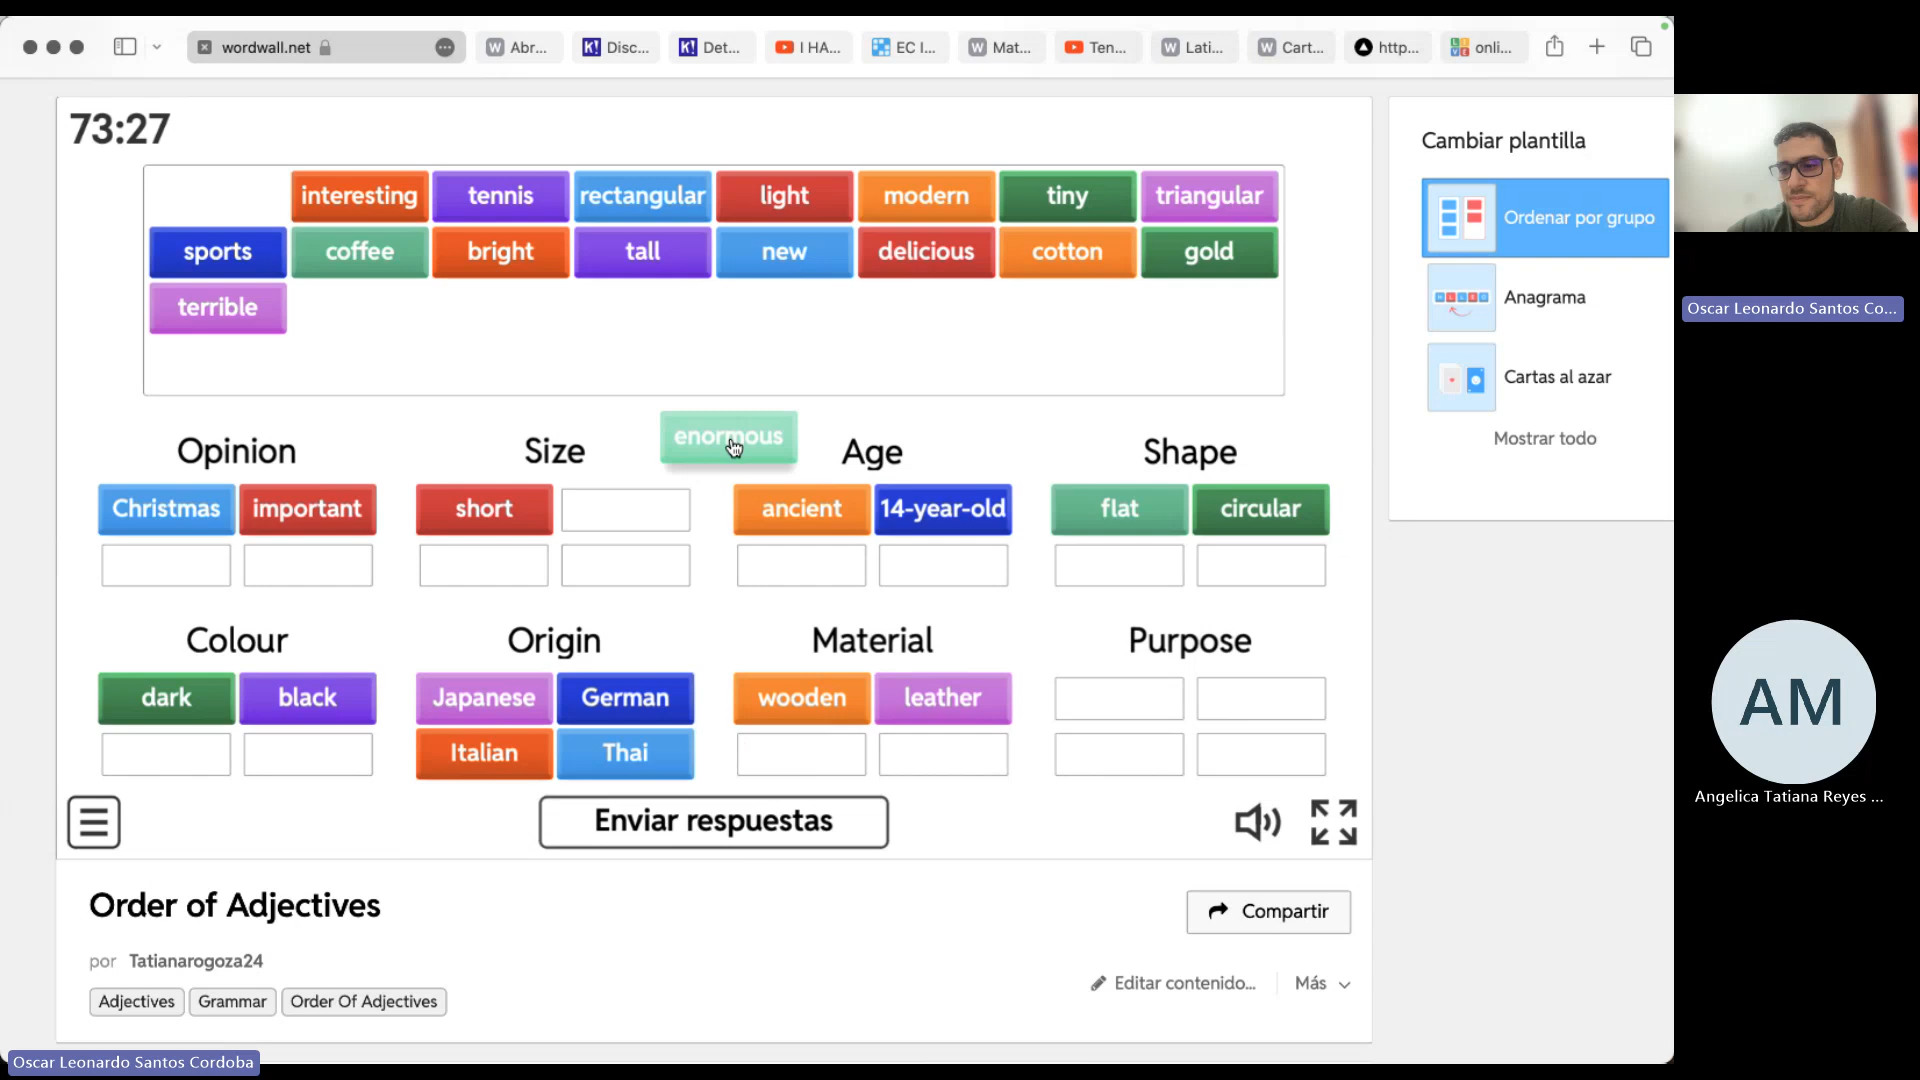 wordwall.net
Abr...
Disc...
Det...
I HA...
EC I...
Mat...
Ten...
Lati...
Cart...
http...
onli...
73:27
interesting tennis rectangular light modern tiny triangular
sports coffee bright tall new delicious cotton gold
terrible
enormous
Opinion Size Age Shape
Christmas important short ancient 14-year-old flat circular
Colour Origin Material Purpose
dark black Japanese German wooden leather
Italian Thai
Enviar respuestas
Order of Adjectives
por Tatianarogoza24
Adjectives Grammar Order Of Adjectives
Compartir
Editar contenido... Más
Cambiar plantilla
Ordenar por grupo
Anagrama
Cartas al azar
Mostrar todo
Oscar Leonardo Santos Co...
AM
Angelica Tatiana Reyes ...
Oscar Leonardo Santos Cordoba